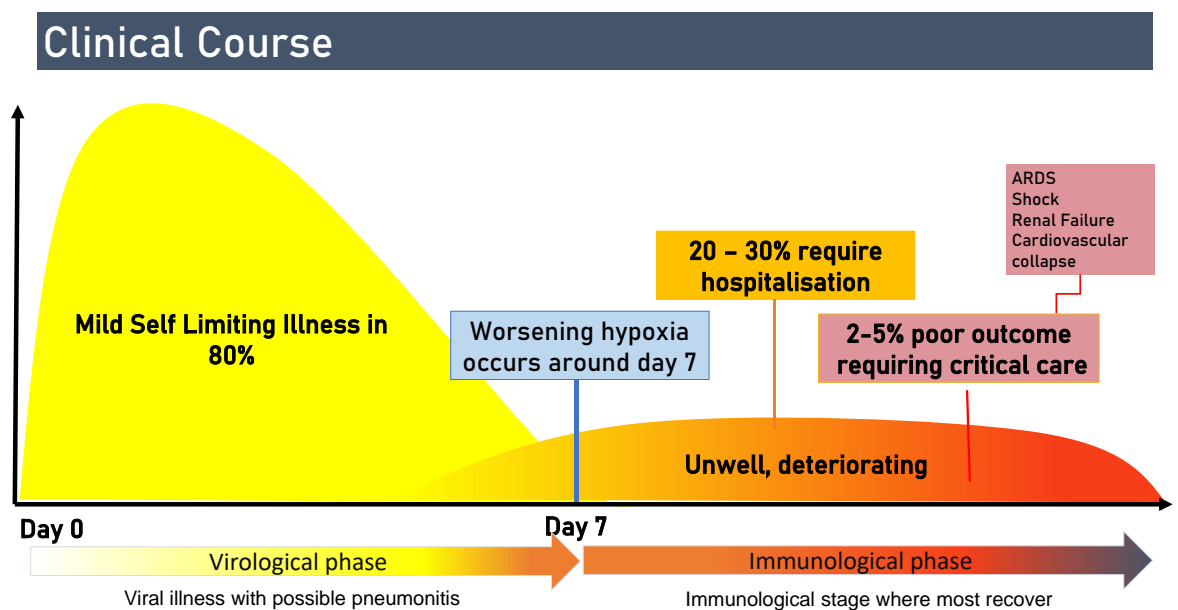 Clinical Course
ARDS
Shock
Renal Failure
Cardiovascular
collapse
20 – 30% require
hospitalisation
Mild Self Limiting Illness in
80%
Worsening hypoxia
occurs around day 7
2-5% poor outcome
requiring critical care
Unwell, deteriorating
Day 0
Day 7
Virological phase
Immunological phase
Viral illness with possible pneumonitis
Immunological stage where most recover